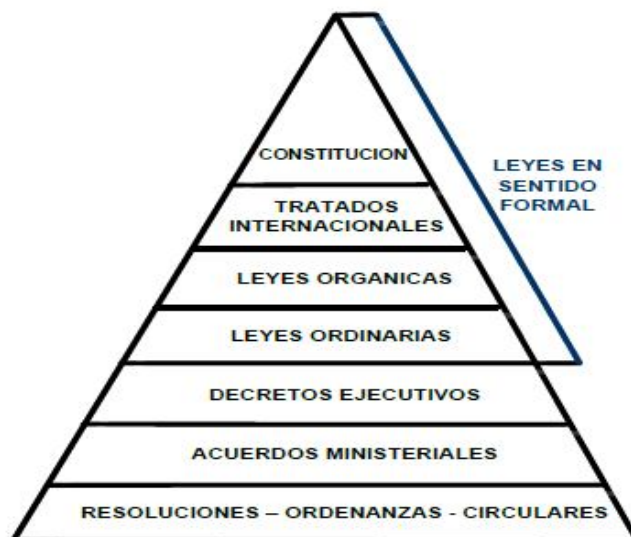 CONSTITUCION
TRATADOS
INTERNACIONALES
LEYES ORGANICAS
LEYES ORDINARIAS
DECRETOS EJECUTIVOS
ACUERDOS MINISTERIALES
RESOLUCIONES – ORDENANZAS - CIRCULARES
LEYES EN
SENTIDO
FORMAL